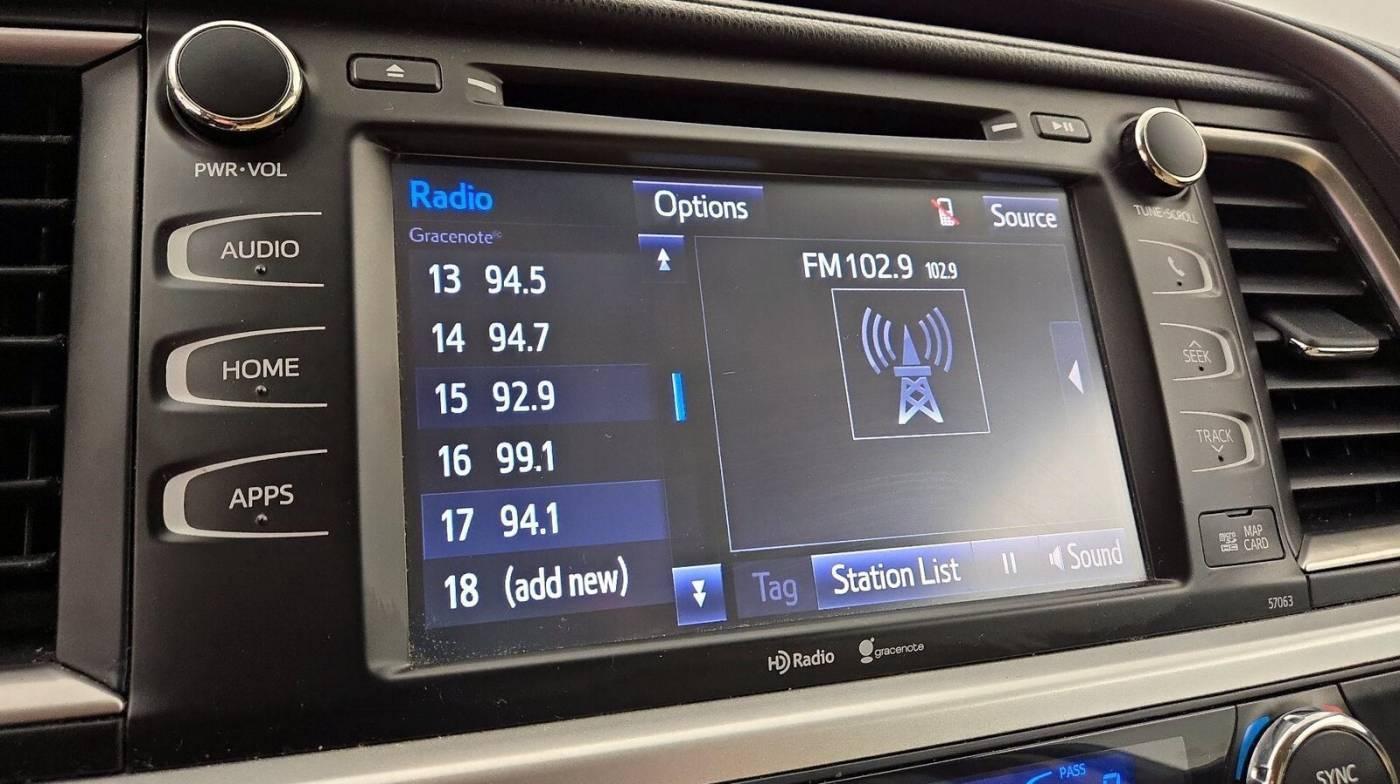 PWR·VOL
AUDIO
HOME
APPS
Radio
Options
Source
Gracenote
13 94.5
14 94.7
15 92.9
16 99.1
17 94.1
18 (add new)
FM 102.9 102.9
Tag
Station List
Sound
TUNE·SCROLL
SEEK
TRACK
MAP
CARD
57063
HD Radio
gracenote
PASS
SYNC